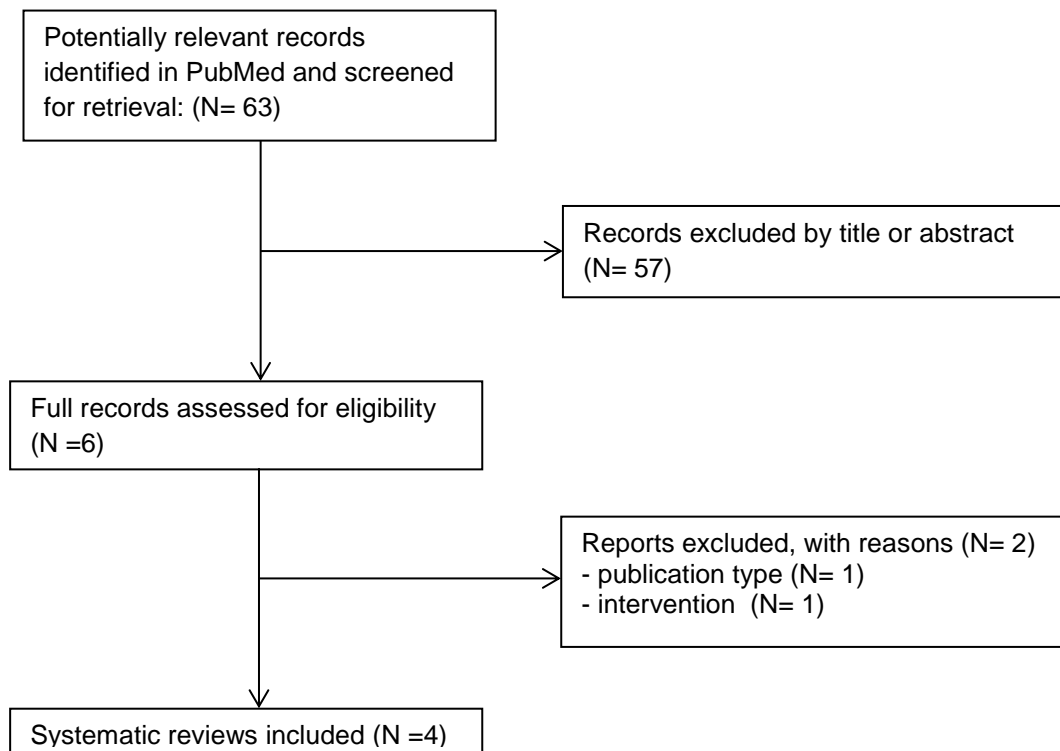 Potentially relevant records
identified in PubMed and screened
for retrieval: (N= 63)
Records excluded by title or abstract
(N= 57)
Full records assessed for eligibility
(N =6)
Reports excluded, with reasons (N= 2)
- publication type (N= 1)
- intervention  (N= 1)
Systematic reviews included (N =4)